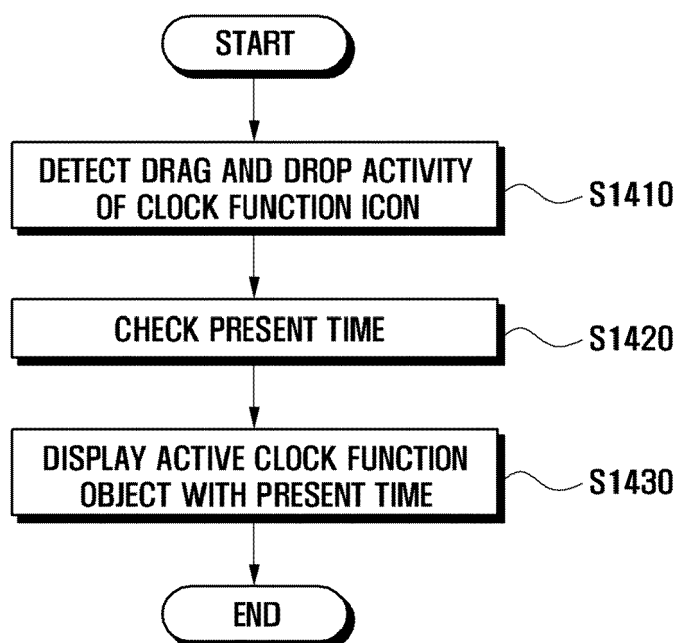 START
DETECT DRAG AND DROP ACTIVITY
OF CLOCK FUNCTION ICON
S1410
CHECK PRESENT TIME
S1420
DISPLAY ACTIVE CLOCK FUNCTION
OBJECT WITH PRESENT TIME
S1430
END